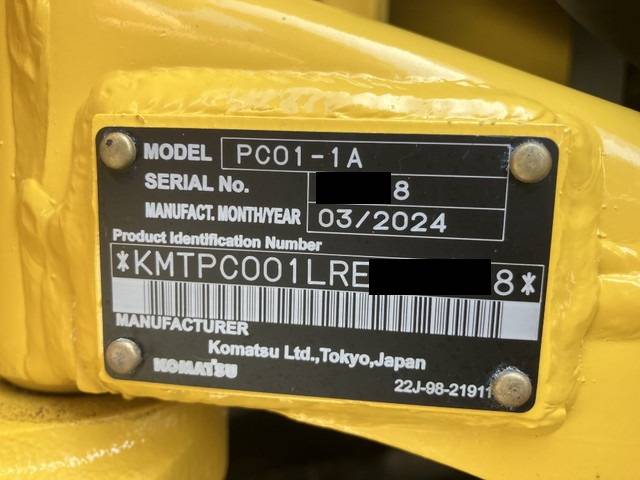 MODEL PC01-1A
SERIAL No. 8
MANUFACT. MONTH/YEAR 03/2024
Product Identification Number
*KMTPC001LRE 8*
MANUFACTURER
Komatsu Ltd.,Tokyo,Japan
KOMATSU
22J-98-21911